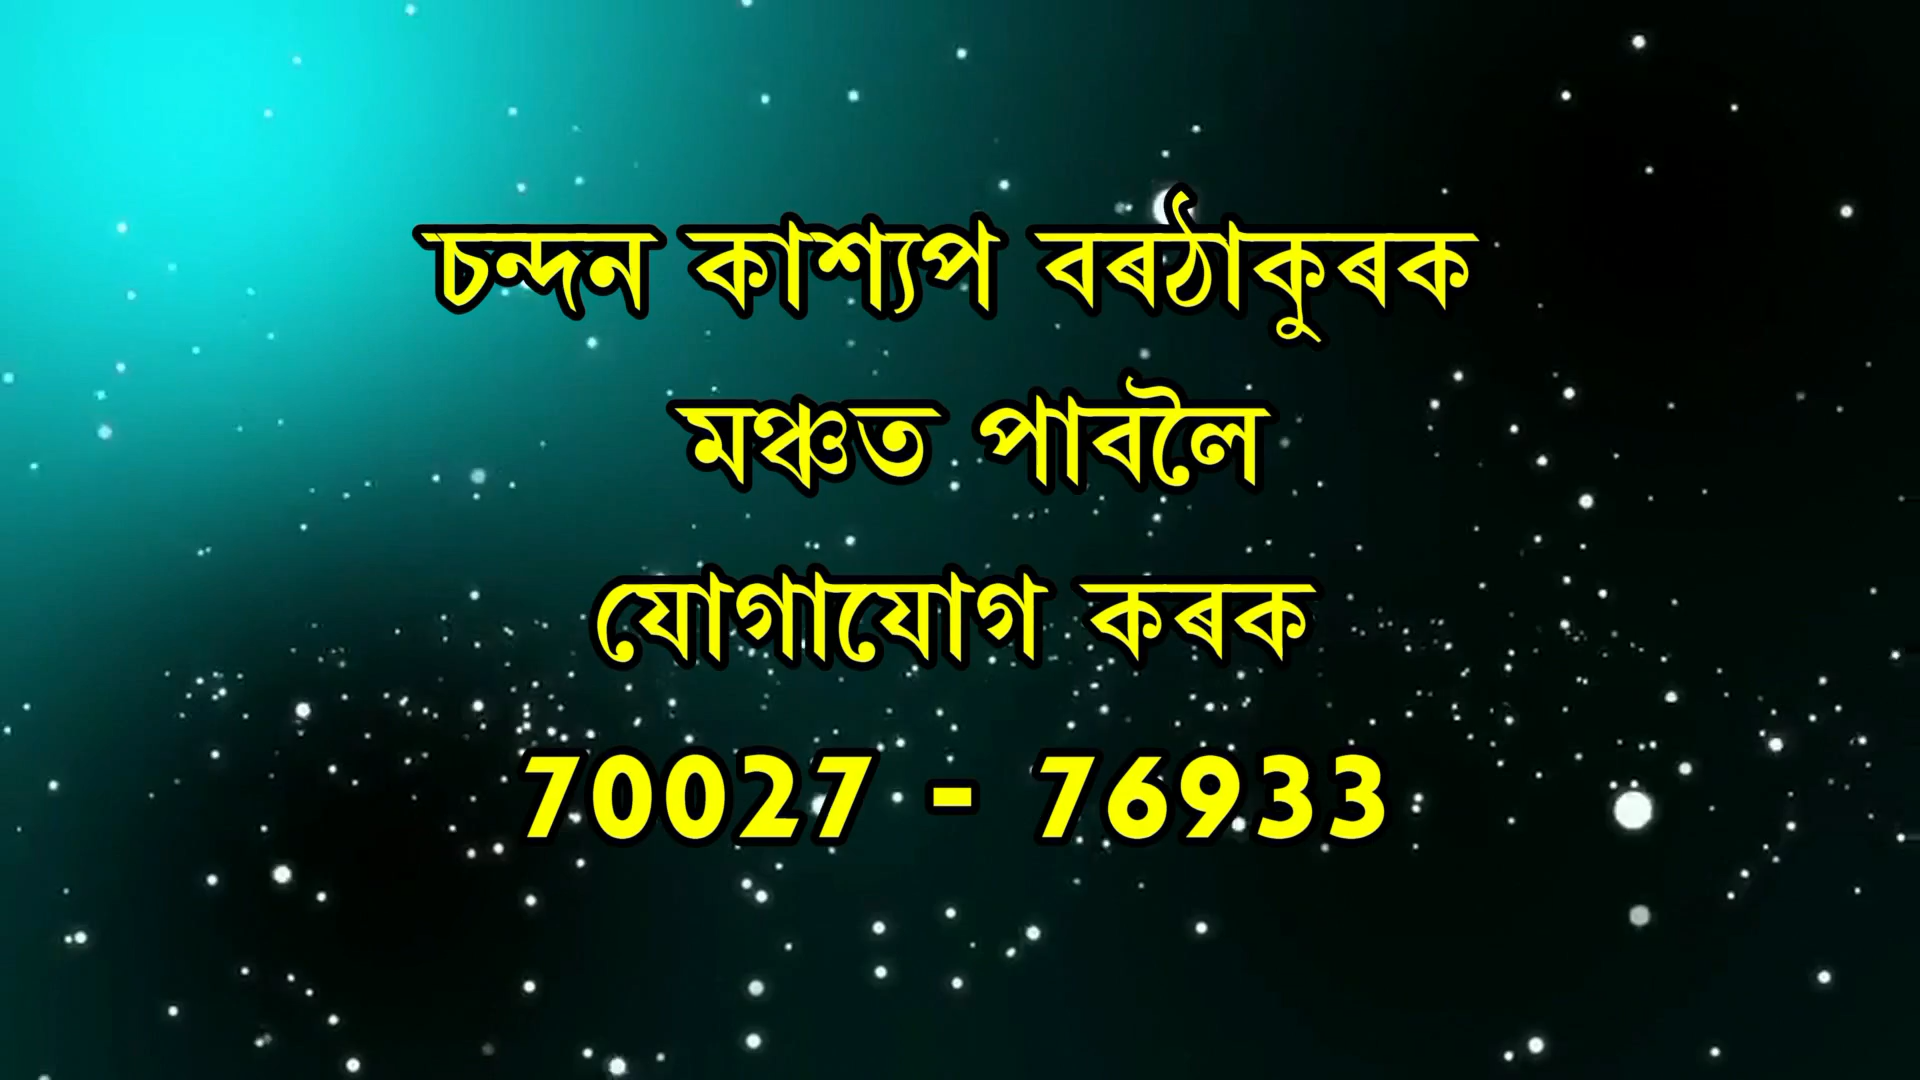 চন্দন কাশ্যপ বৰঠাকুৰক
মঞ্চত পাবলৈ
যোগাযোগ কৰক
70027 - 76933